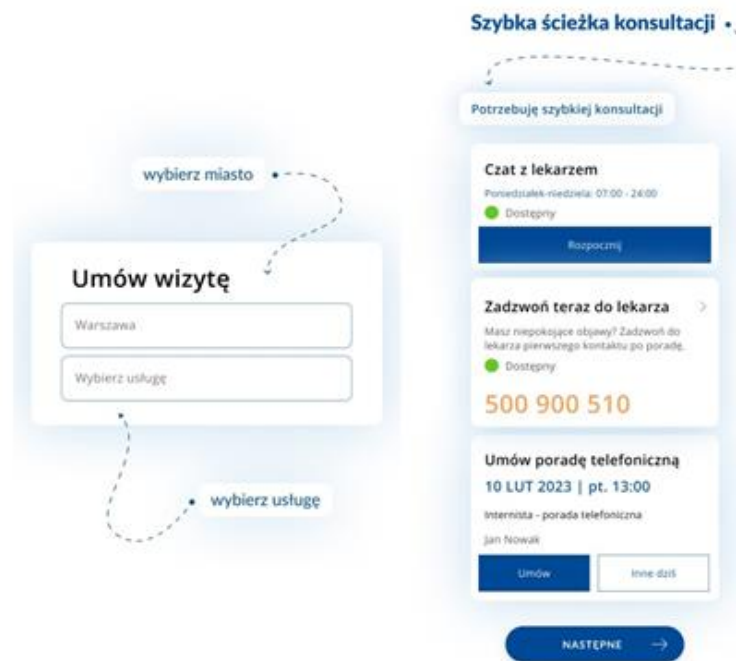 wybierz miasto
Umów wizytę
Warszawa
Wybierz usługę
wybierz usługę
Szybka ścieżka konsultacji
Potrzebuję szybkiej konsultacji
Czat z lekarzem
Poniedziałek-niedziela: 07:00 - 24:00
Dostępny
Rozpocznij
Zadzwoń teraz do lekarza
Masz niepokojące objawy? Zadzwoń do
lekarza pierwszego kontaktu po poradę.
Dostępny
500 900 510
Umów poradę telefoniczną
10 LUT 2023 | pt. 13:00
Internista - porada telefoniczna
Jan Nowak
Umów
Inne dziś
NASTĘPNE